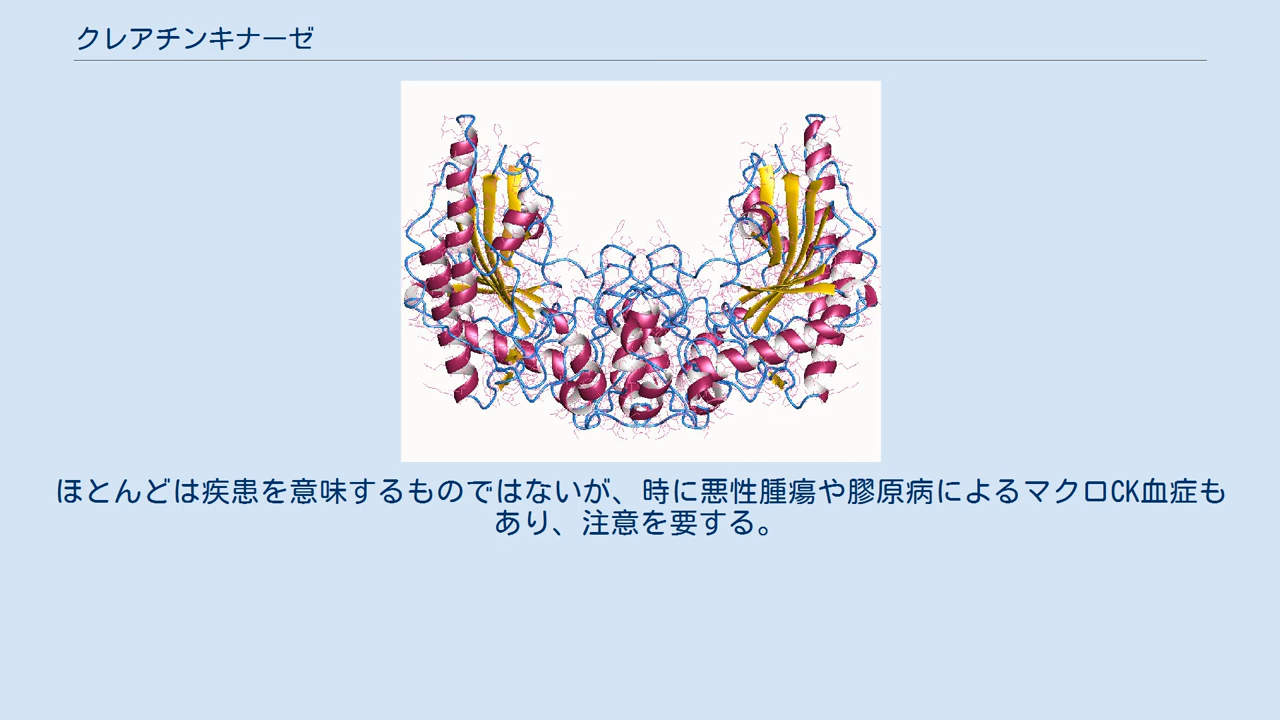 クレアチンキナーゼ
ほとんどは疾患を意味するものではないが、時に悪性腫瘍や膠原病によるマクロCK血症も
あり、注意を要する。